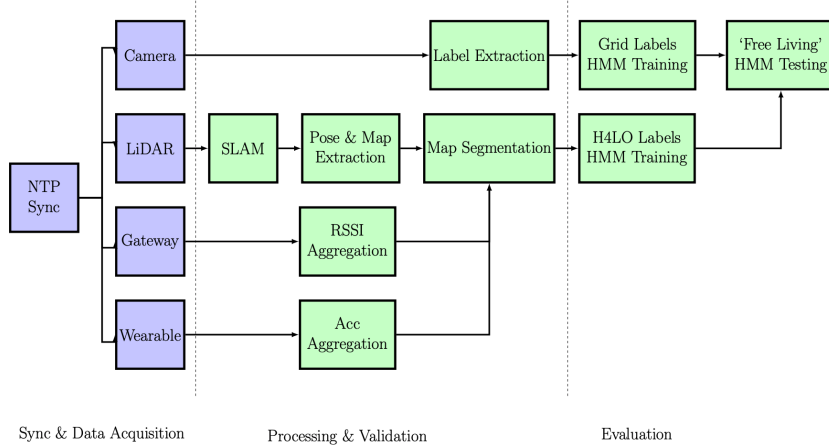 Camera
Label Extraction
Grid Labels
HMM Training
‘Free Living’
HMM Testing
LiDAR
SLAM
Pose & Map
Extraction
Map Segmentation
H4LO Labels
HMM Training
NTP
Sync
Gateway
RSSI
Aggregation
Wearable
Acc
Aggregation
Sync & Data Acquisition
Processing & Validation
Evaluation